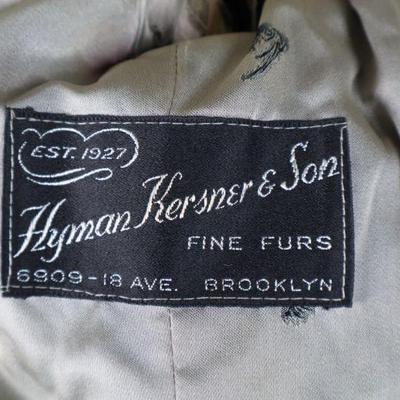 EST. 1927
Hyman Kersner & Son
FINE FURS
6909-18 AVE. BROOKLYN